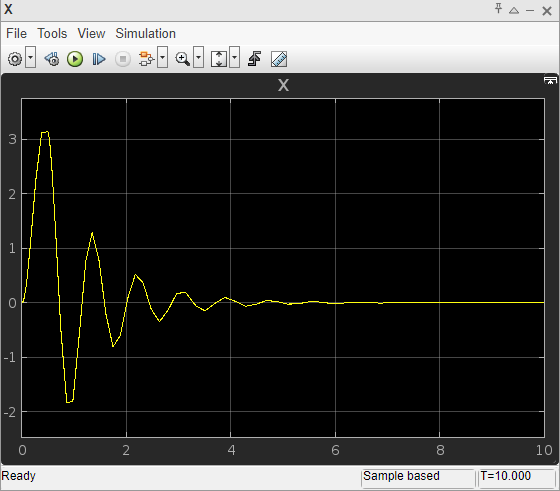 X
File Tools View Simulation
X
3
2
1
0
-1
-2
0 2 4 6 8 10
Ready Sample based T=10.000